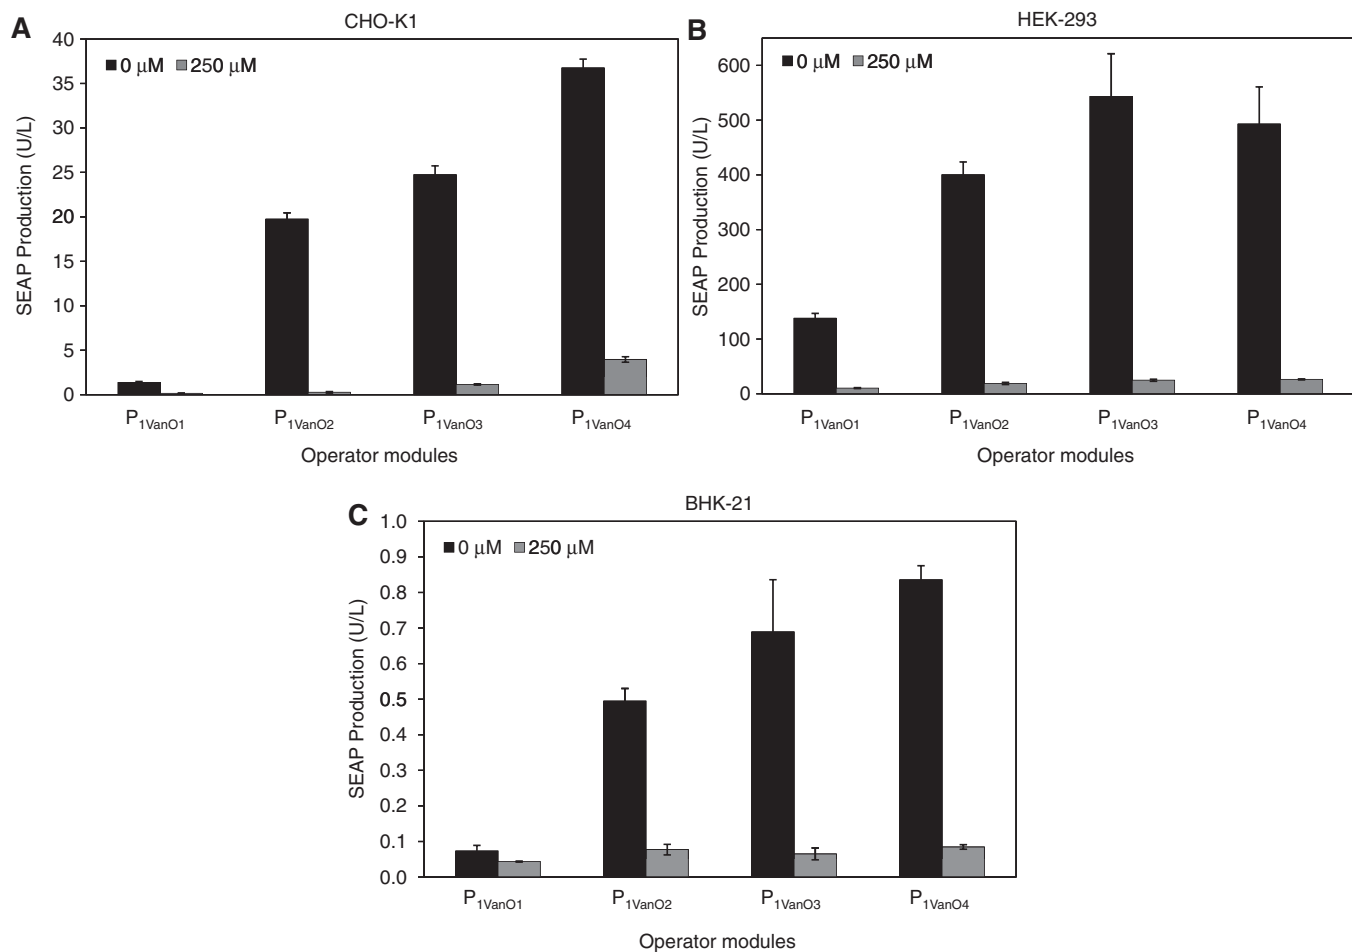 A
CHO-K1
0 μM 250 μM
SEAP Production (U/L)
40
35
30
25
20
15
10
5
0
P1VanO1 P1VanO2 P1VanO3 P1VanO4
Operator modules
B
HEK-293
0 μM 250 μM
SEAP Production (U/L)
600
500
400
300
200
100
0
P1VanO1 P1VanO2 P1VanO3 P1VanO4
Operator modules
C
BHK-21
0 μM 250 μM
SEAP Production (U/L)
1.0
0.9
0.8
0.7
0.6
0.5
0.4
0.3
0.2
0.1
0.0
P1VanO1 P1VanO2 P1VanO3 P1VanO4
Operator modules